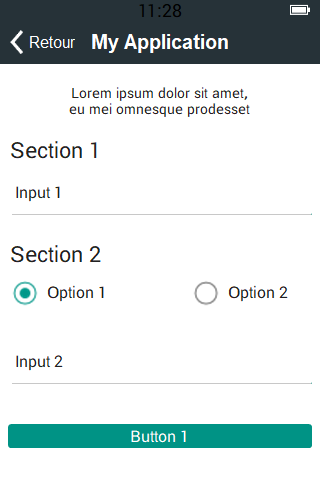 11:28
Retour My Application
Lorem ipsum dolor sit amet,
eu mei omnesque prodesset
Section 1
Input 1
Section 2
Option 1 Option 2
Input 2
Button 1